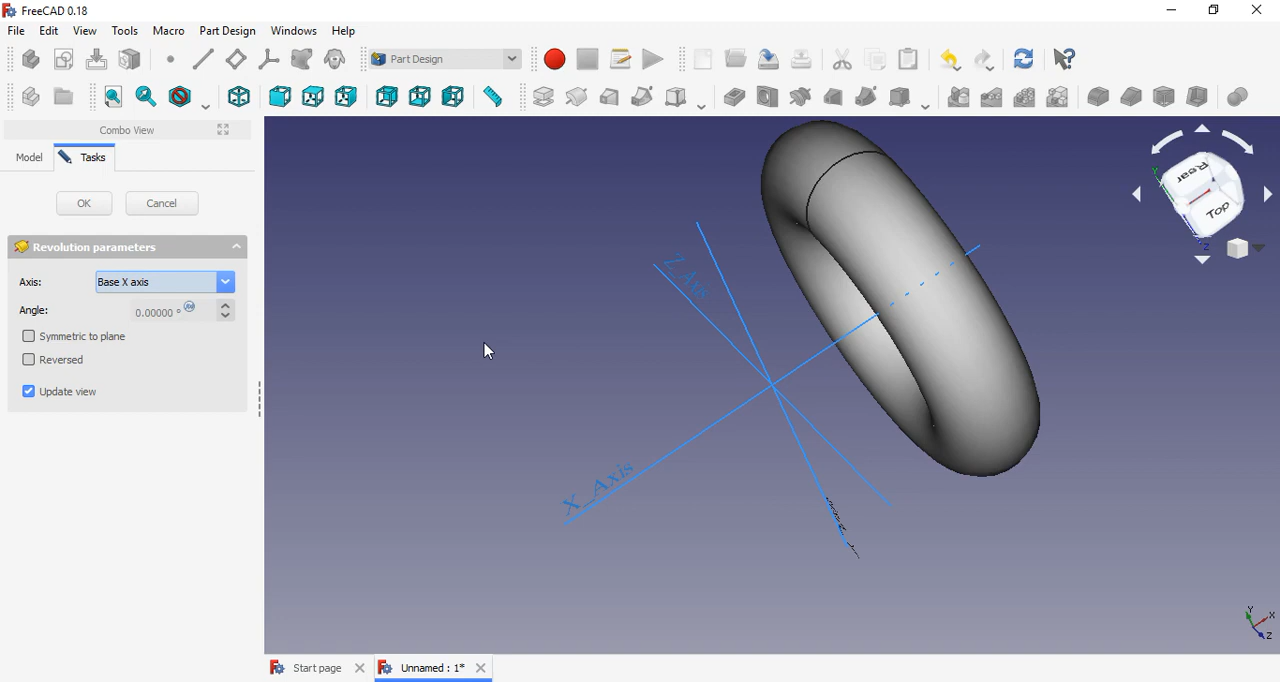 FreeCAD 0.18
File Edit View Tools Macro Part Design Windows Help
Part Design
Combo View
Model Tasks
OK Cancel
Revolution parameters
Axis: Base X axis
Angle: 0.00000 °
Symmetric to plane
Reversed
Update view
Z_Axis
X_Axis
Rear
Top
Y
Z
Y
X
Z
Start page Unnamed : 1*